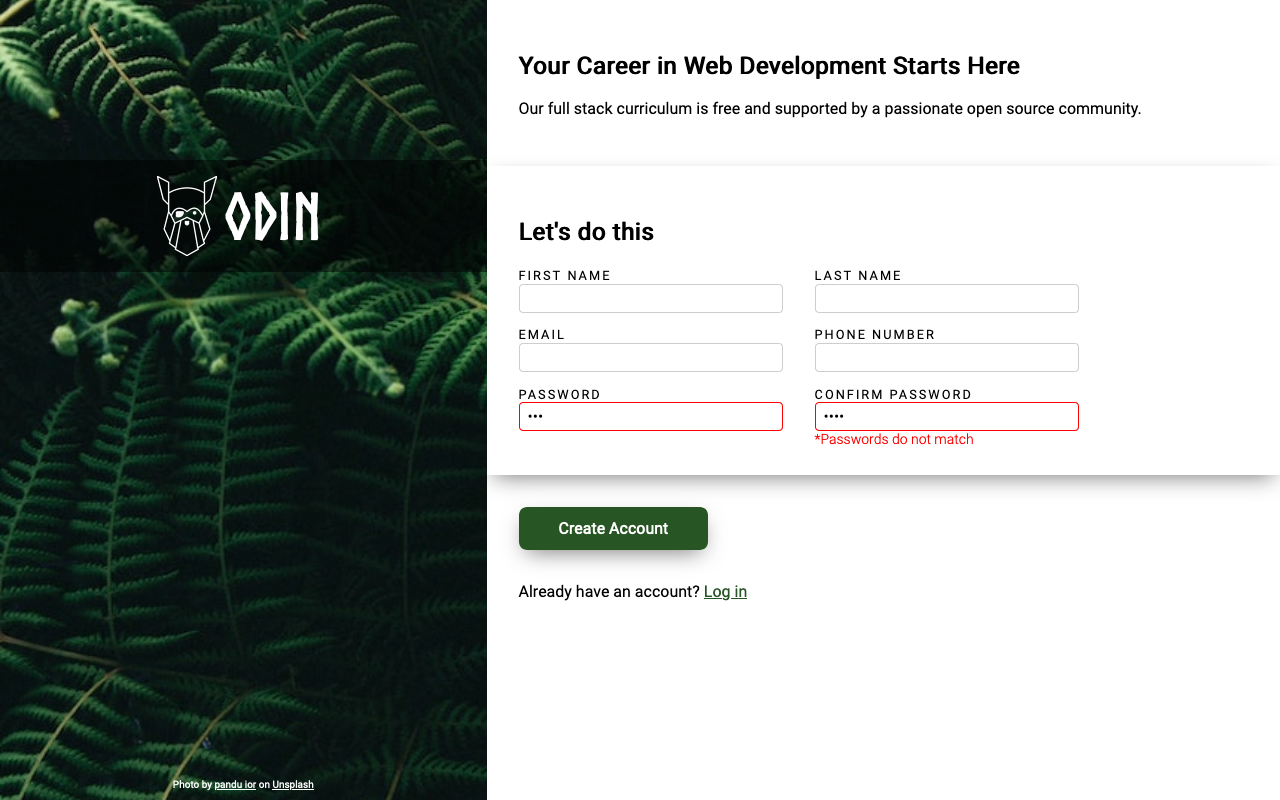 ODIN
Photo by pandu ior on Unsplash
Your Career in Web Development Starts Here
Our full stack curriculum is free and supported by a passionate open source community.
Let's do this
FIRST NAME
LAST NAME
EMAIL
PHONE NUMBER
PASSWORD
CONFIRM PASSWORD
•••
••••
*Passwords do not match
Create Account
Already have an account? Log in